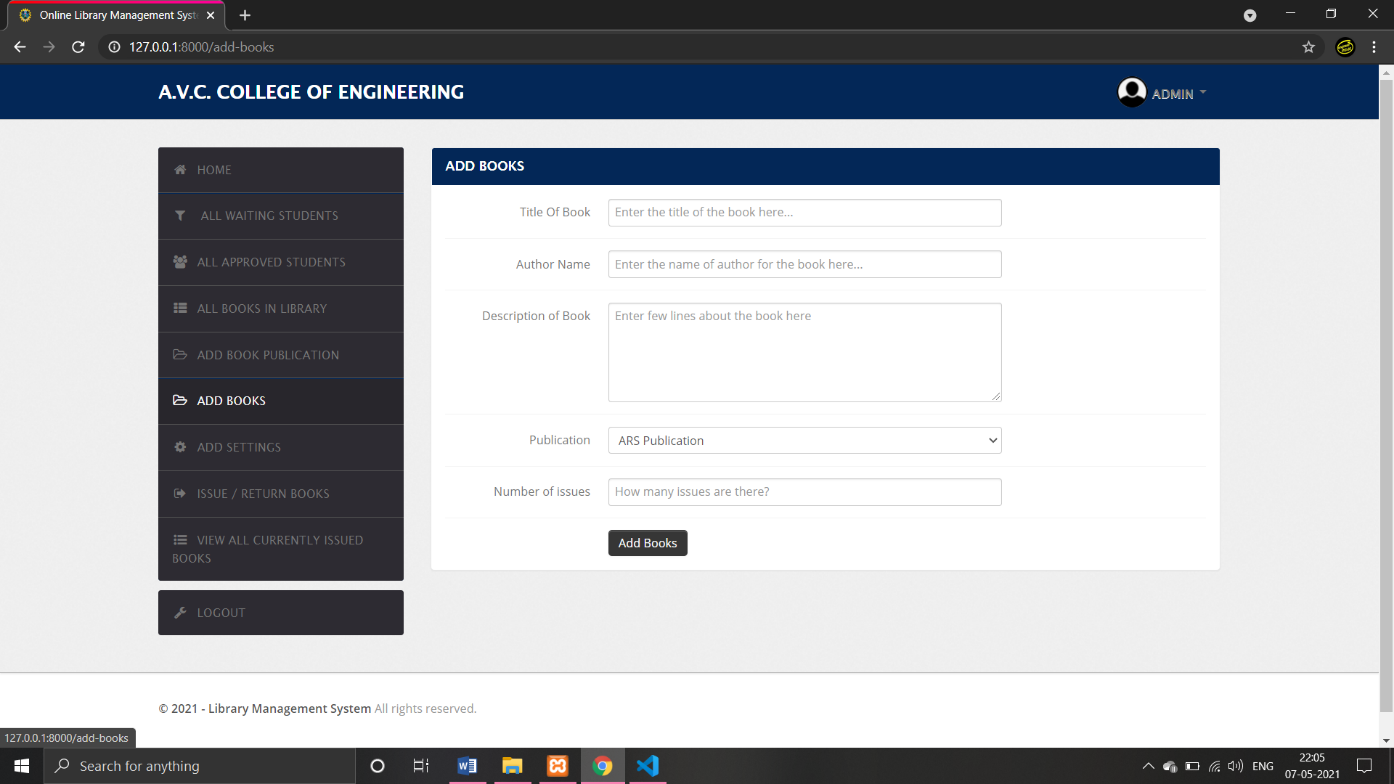 Online Library Management Syst
127.0.0.1:8000/add-books
A.V.C. COLLEGE OF ENGINEERING
ADMIN
HOME
ALL WAITING STUDENTS
ALL APPROVED STUDENTS
ALL BOOKS IN LIBRARY
ADD BOOK PUBLICATION
ADD BOOKS
ADD SETTINGS
ISSUE / RETURN BOOKS
VIEW ALL CURRENTLY ISSUED
BOOKS
LOGOUT
ADD BOOKS
Title Of Book Enter the title of the book here...
Author Name Enter the name of author for the book here...
Description of Book Enter few lines about the book here
Publication ARS Publication
Number of issues How many issues are there?
Add Books
© 2021 - Library Management System All rights reserved.
127.0.0.1:8000/add-books
Search for anything
ENG
22:05
07-05-2021